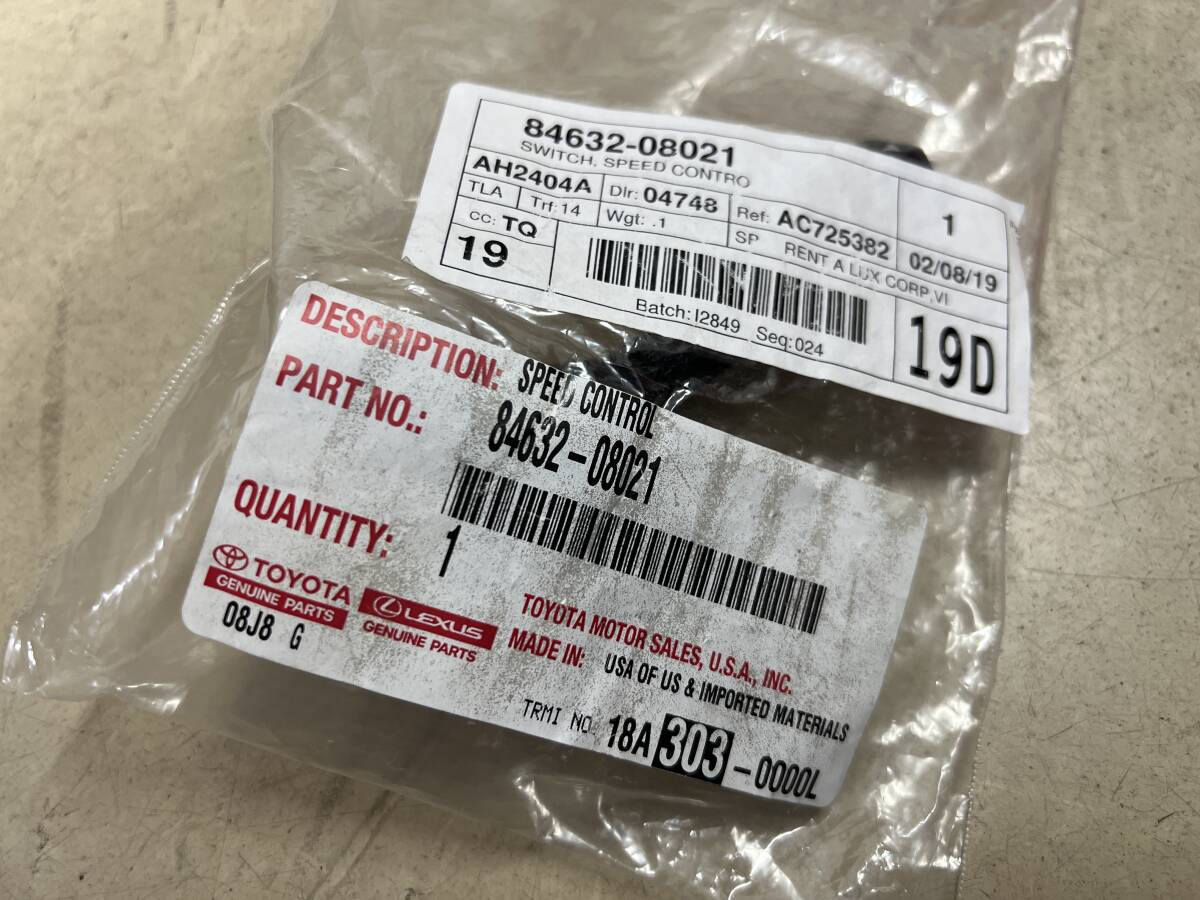 84632-08021
SWITCH, SPEED CONTRO
AH2404A Dlr: 04748 Ref: AC725382 1
TLA Trf:14 Wgt: .1 SP RENT A LUX CORP.VI 02/08/19
CC: TQ
19
Batch:I2849 Seq:024
19D
DESCRIPTION: SPEED CONTROL
PART NO.: 84632-08021
QUANTITY: 1
TOYOTA
GENUINE PARTS
LEXUS
GENUINE PARTS
08J8 G
TOYOTA MOTOR SALES, U.S.A., INC.
MADE IN: USA OF US & IMPORTED MATERIALS
TRMI NO. 18A 303 -0000L